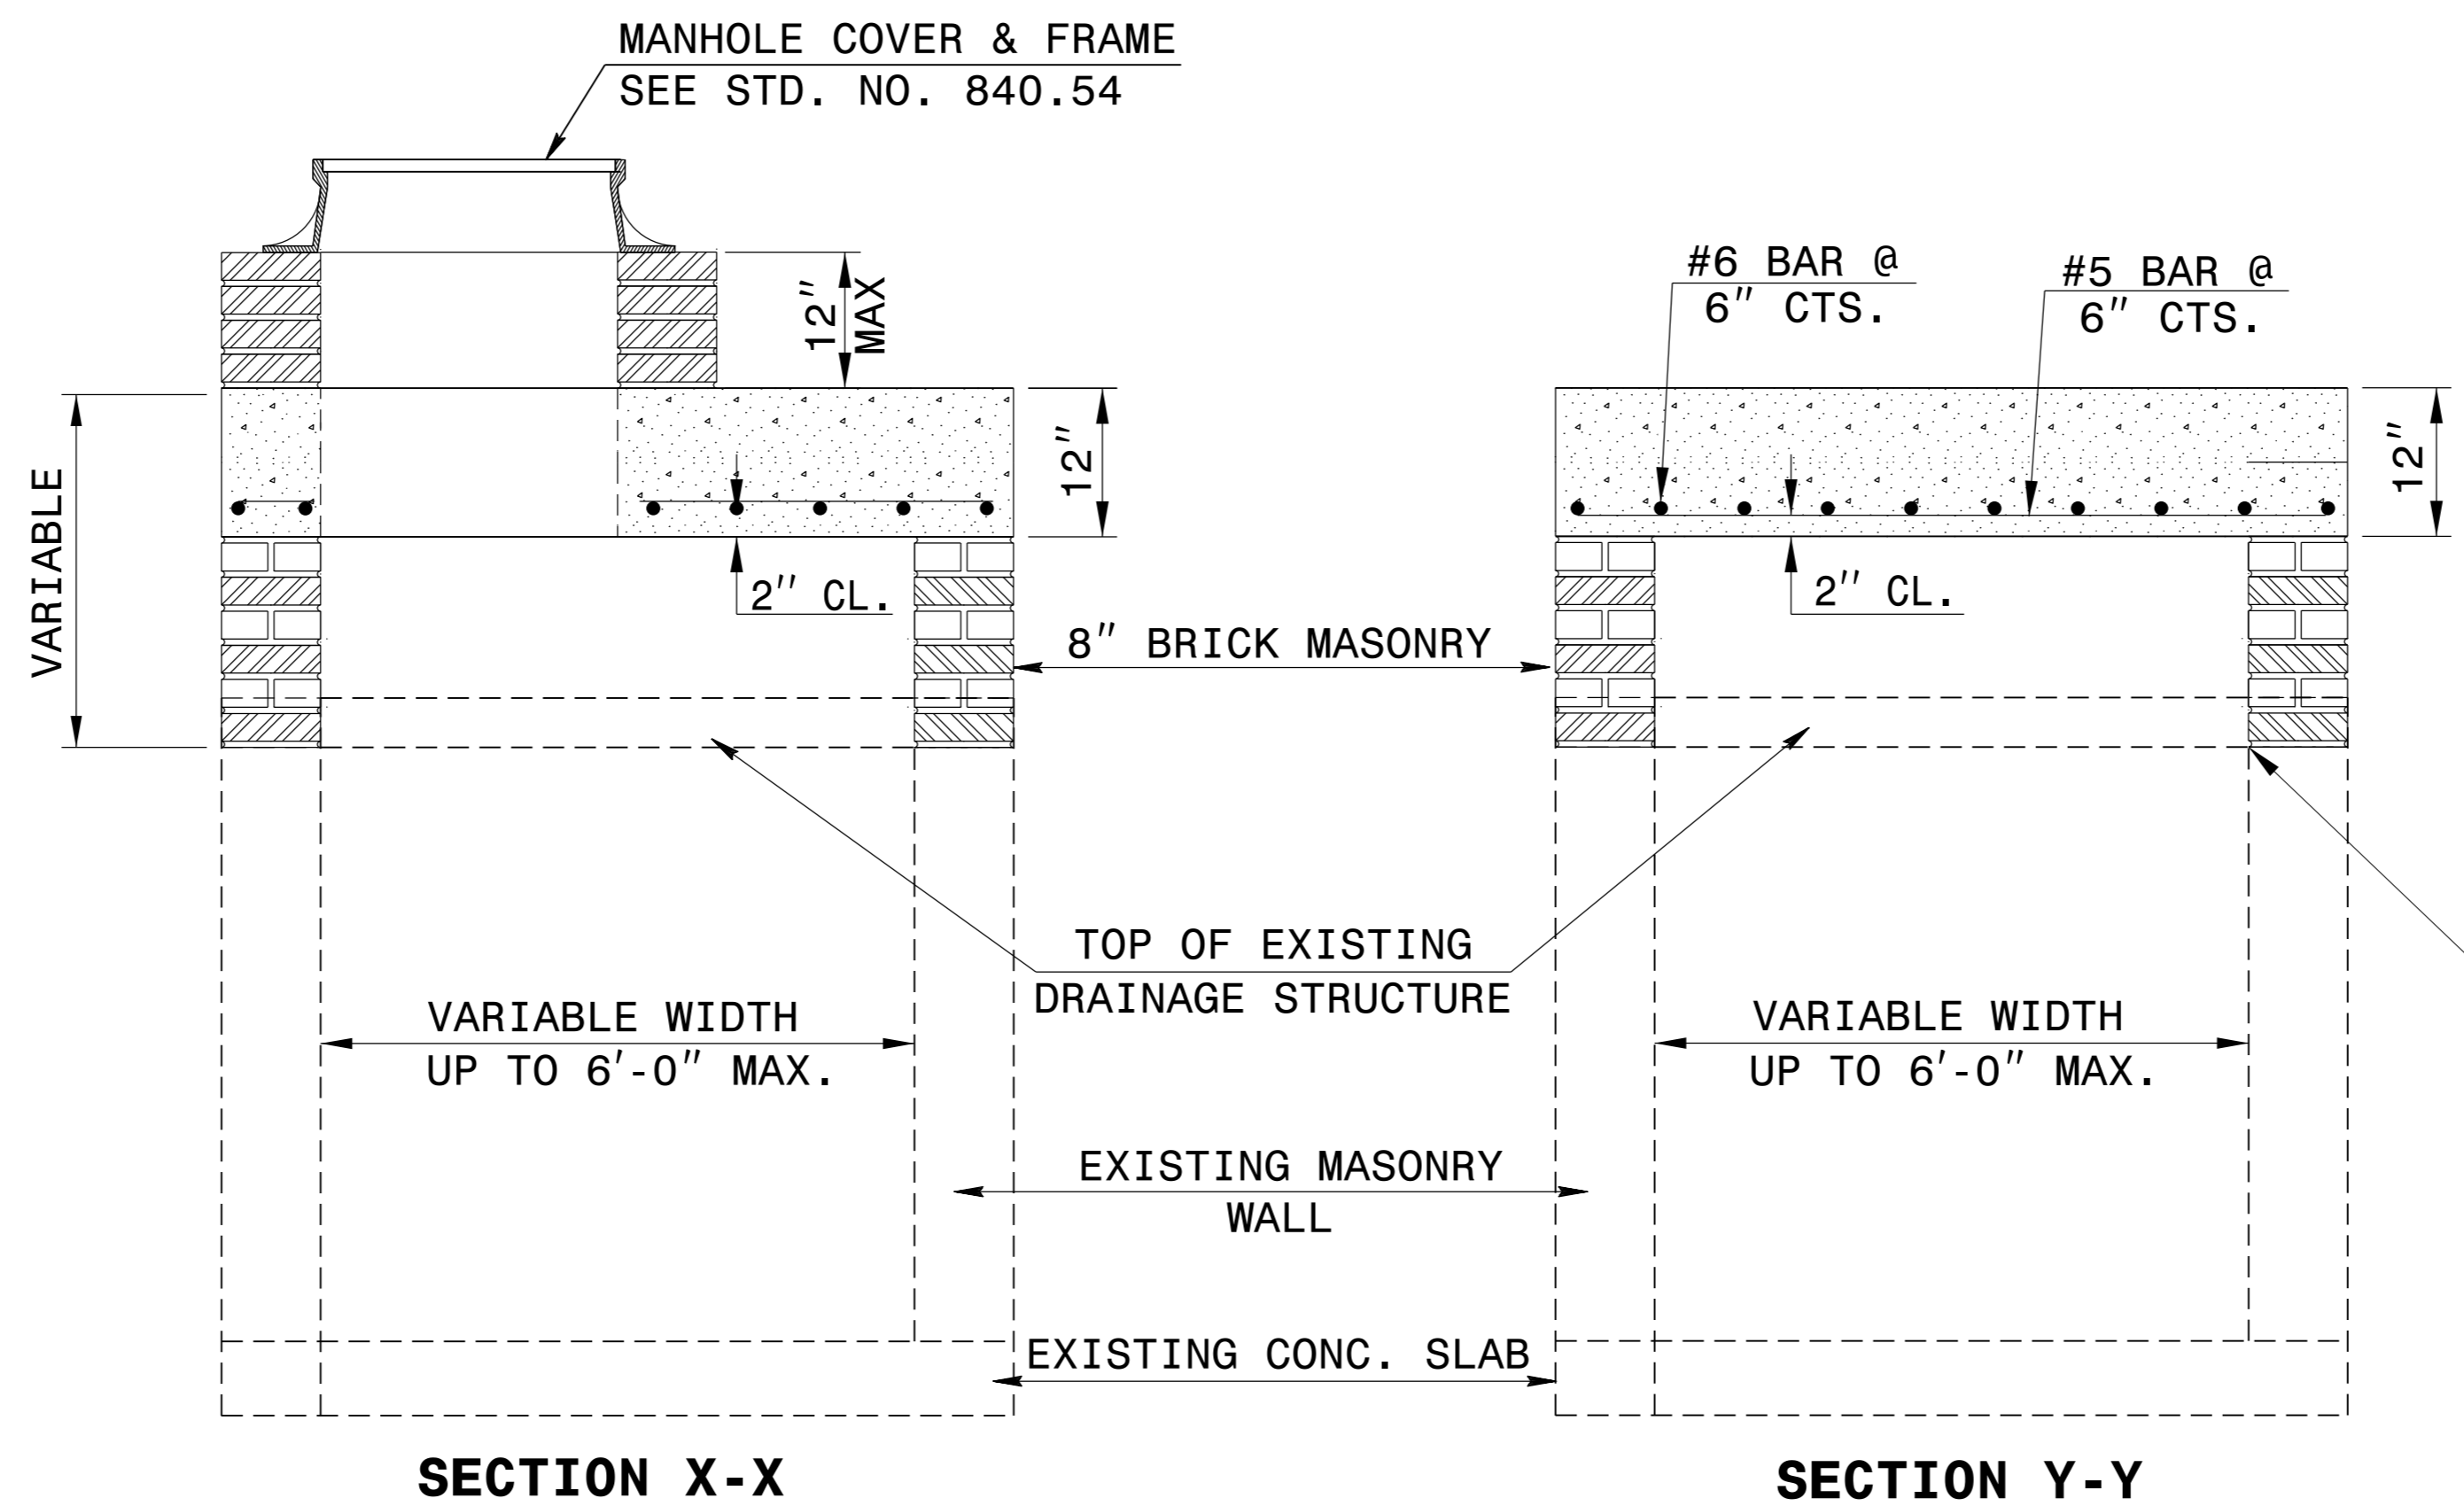 MANHOLE COVER & FRAME
SEE STD. NO. 840.54
#6 BAR @
6" CTS.
#5 BAR @
6" CTS.
12"
MAX
12"
12"
VARIABLE
2" CL.
2" CL.
8" BRICK MASONRY
TOP OF EXISTING
DRAINAGE STRUCTURE
VARIABLE WIDTH
UP TO 6'-0" MAX.
VARIABLE WIDTH
UP TO 6'-0" MAX.
EXISTING MASONRY
WALL
EXISTING CONC. SLAB
SECTION X-X
SECTION Y-Y